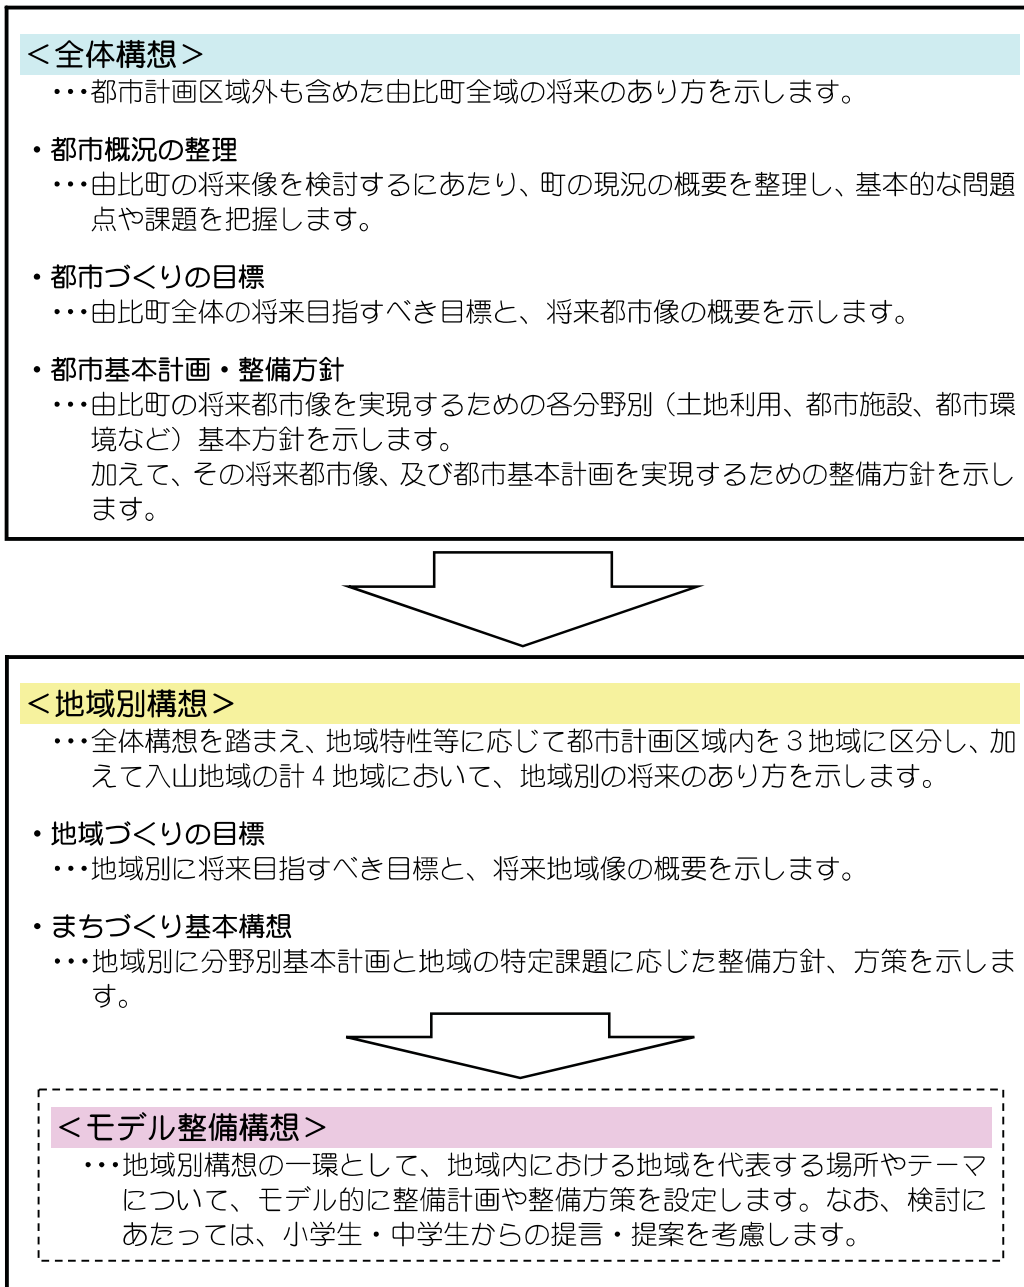 ＜全体構想＞
･･･都市計画区域外も含めた由比町全域の将来のあり方を示します。
・都市概況の整理
･･･由比町の将来像を検討するにあたり、町の現況の概要を整理し、基本的な問題
点や課題を把握します。
・都市づくりの目標
･･･由比町全体の将来目指すべき目標と、将来都市像の概要を示します。
・都市基本計画・整備方針
･･･由比町の将来都市像を実現するための各分野別（土地利用、都市施設、都市環
境など）基本方針を示します。
加えて、その将来都市像、及び都市基本計画を実現するための整備方針を示し
ます。
＜地域別構想＞
･･･全体構想を踏まえ、地域特性等に応じて都市計画区域内を３地域に区分し、加
えて入山地域の計４地域において、地域別の将来のあり方を示します。
・地域づくりの目標
･･･地域別に将来目指すべき目標と、将来地域像の概要を示します。
・まちづくり基本構想
･･･地域別に分野別基本計画と地域の特定課題に応じた整備方針、方策を示しま
す。
＜モデル整備構想＞
･･･地域別構想の一環として、地域内における地域を代表する場所やテーマ
について、モデル的に整備計画や整備方策を設定します。なお、検討に
あたっては、小学生・中学生からの提言・提案を考慮します。